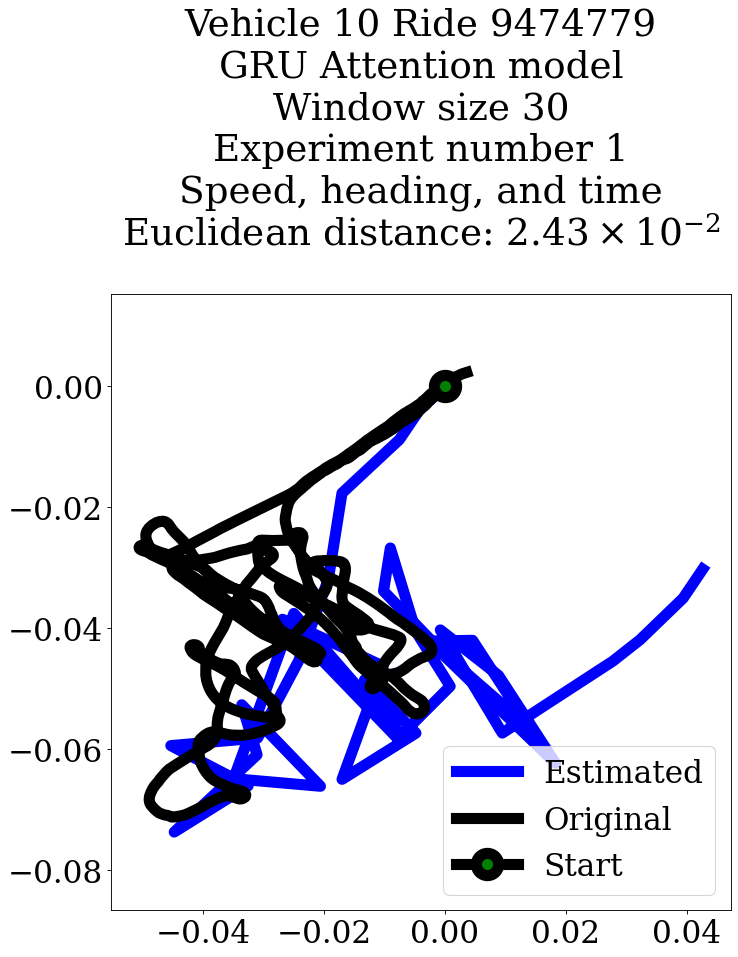 Vehicle 10 Ride 9474779
GRU Attention model
Window size 30
Experiment number 1
Speed, heading, and time
Euclidean distance: 2.43 × 10⁻²
0.00
−0.02
−0.04
−0.06
−0.08
Estimated
Original
Start
−0.04 −0.02 0.00 0.02 0.04